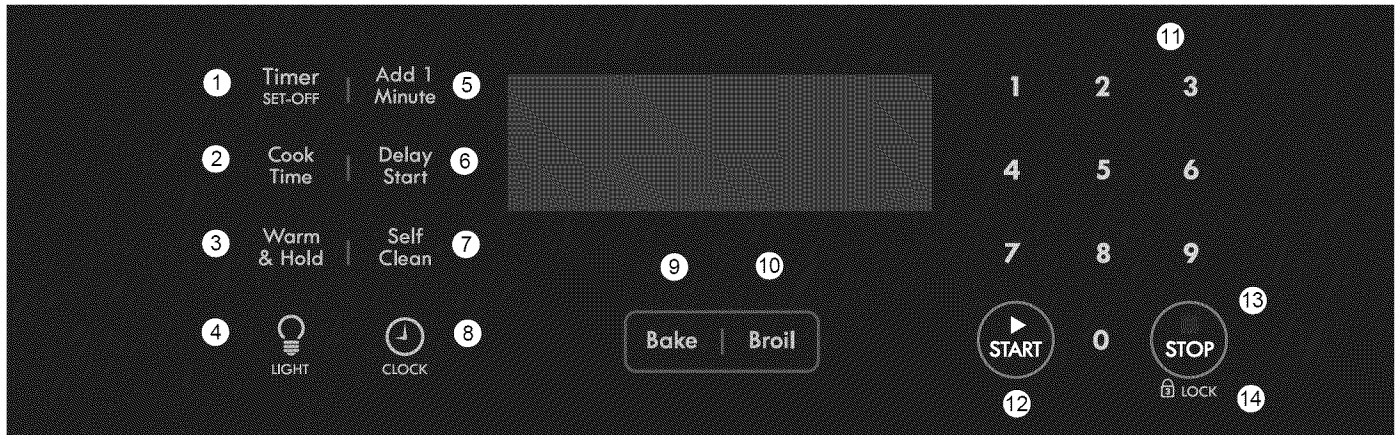 11
1 Timer | Add 1 5 1 2 3
SET-OFF Minute
2 Cook | Delay 6 4 5 6
Time Start
3 Warm | Self 7 7 8 9
& Hold Clean
9 10
4 LIGHT CLOCK 8
Bake | Broil
START 0 STOP 13
3 LOCK 14
12